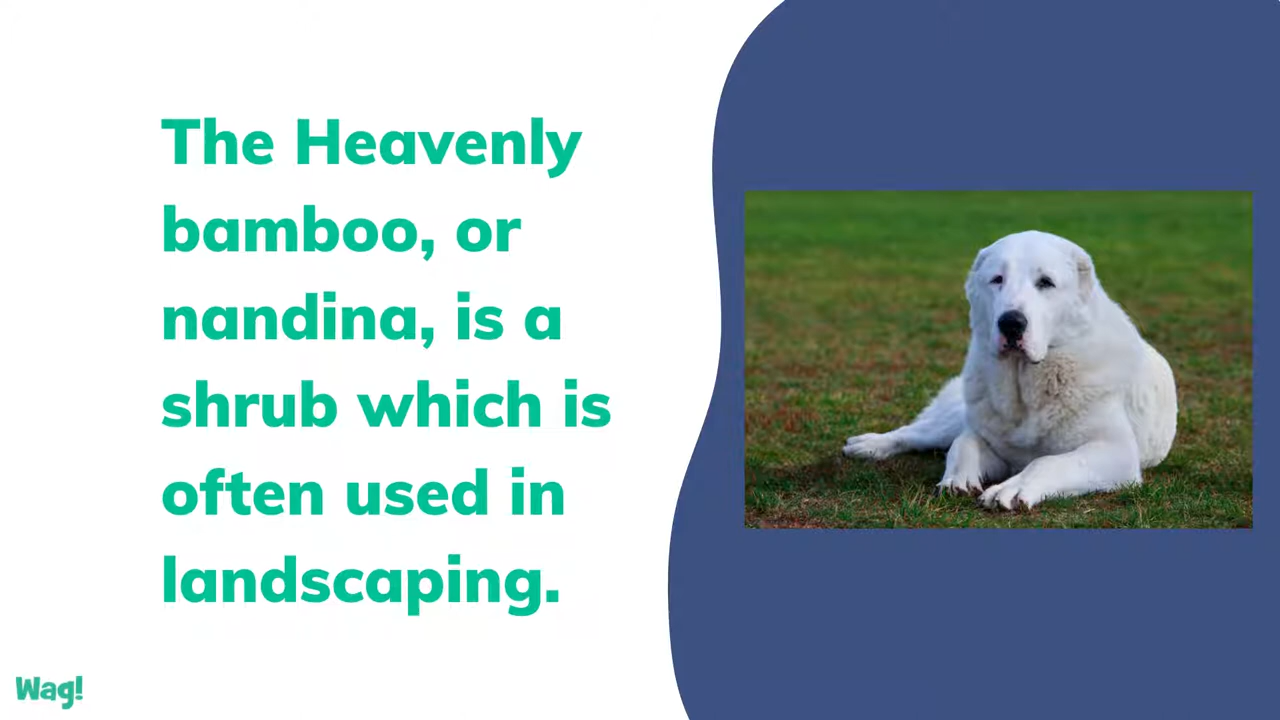 The Heavenly
bamboo, or
nandina, is a
shrub which is
often used in
landscaping.
Wag!